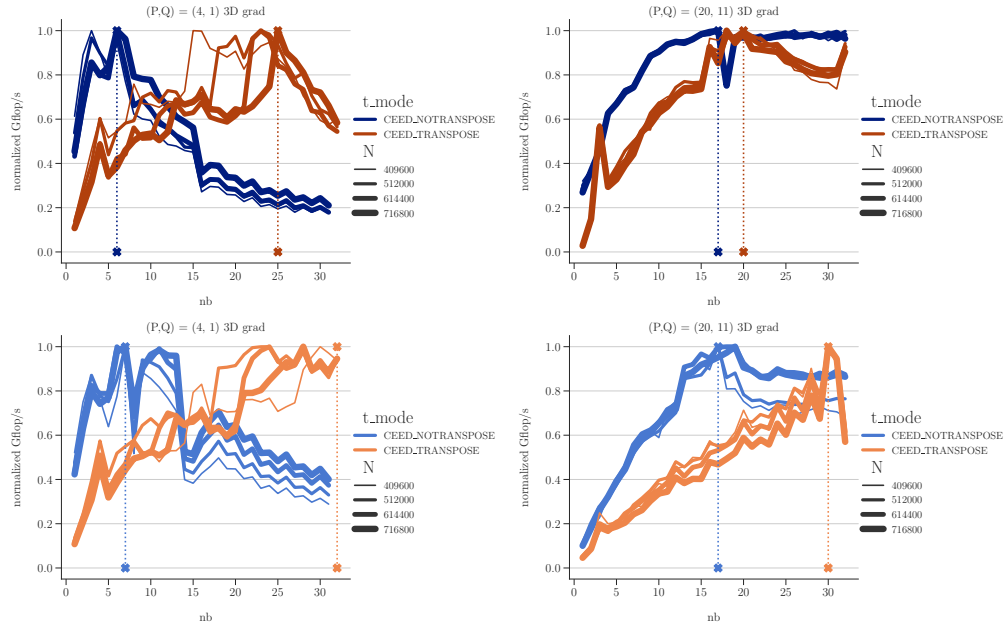 (P,Q) = (4, 1) 3D grad
1.0
0.8
0.6
0.4
0.2
0.0
normalized Gflop/s
0 5 10 15 20 25 30
nb
t_mode
CEED_NOTRANSPOSE
CEED_TRANSPOSE
N
409600
512000
614400
716800
(P,Q) = (20, 11) 3D grad
1.0
0.8
0.6
0.4
0.2
0.0
normalized Gflop/s
0 5 10 15 20 25 30
nb
t_mode
CEED_NOTRANSPOSE
CEED_TRANSPOSE
N
409600
512000
614400
716800
(P,Q) = (4, 1) 3D grad
1.0
0.8
0.6
0.4
0.2
0.0
normalized Gflop/s
0 5 10 15 20 25 30
nb
t_mode
CEED_NOTRANSPOSE
CEED_TRANSPOSE
N
409600
512000
614400
716800
(P,Q) = (20, 11) 3D grad
1.0
0.8
0.6
0.4
0.2
0.0
normalized Gflop/s
0 5 10 15 20 25 30
nb
t_mode
CEED_NOTRANSPOSE
CEED_TRANSPOSE
N
409600
512000
614400
716800